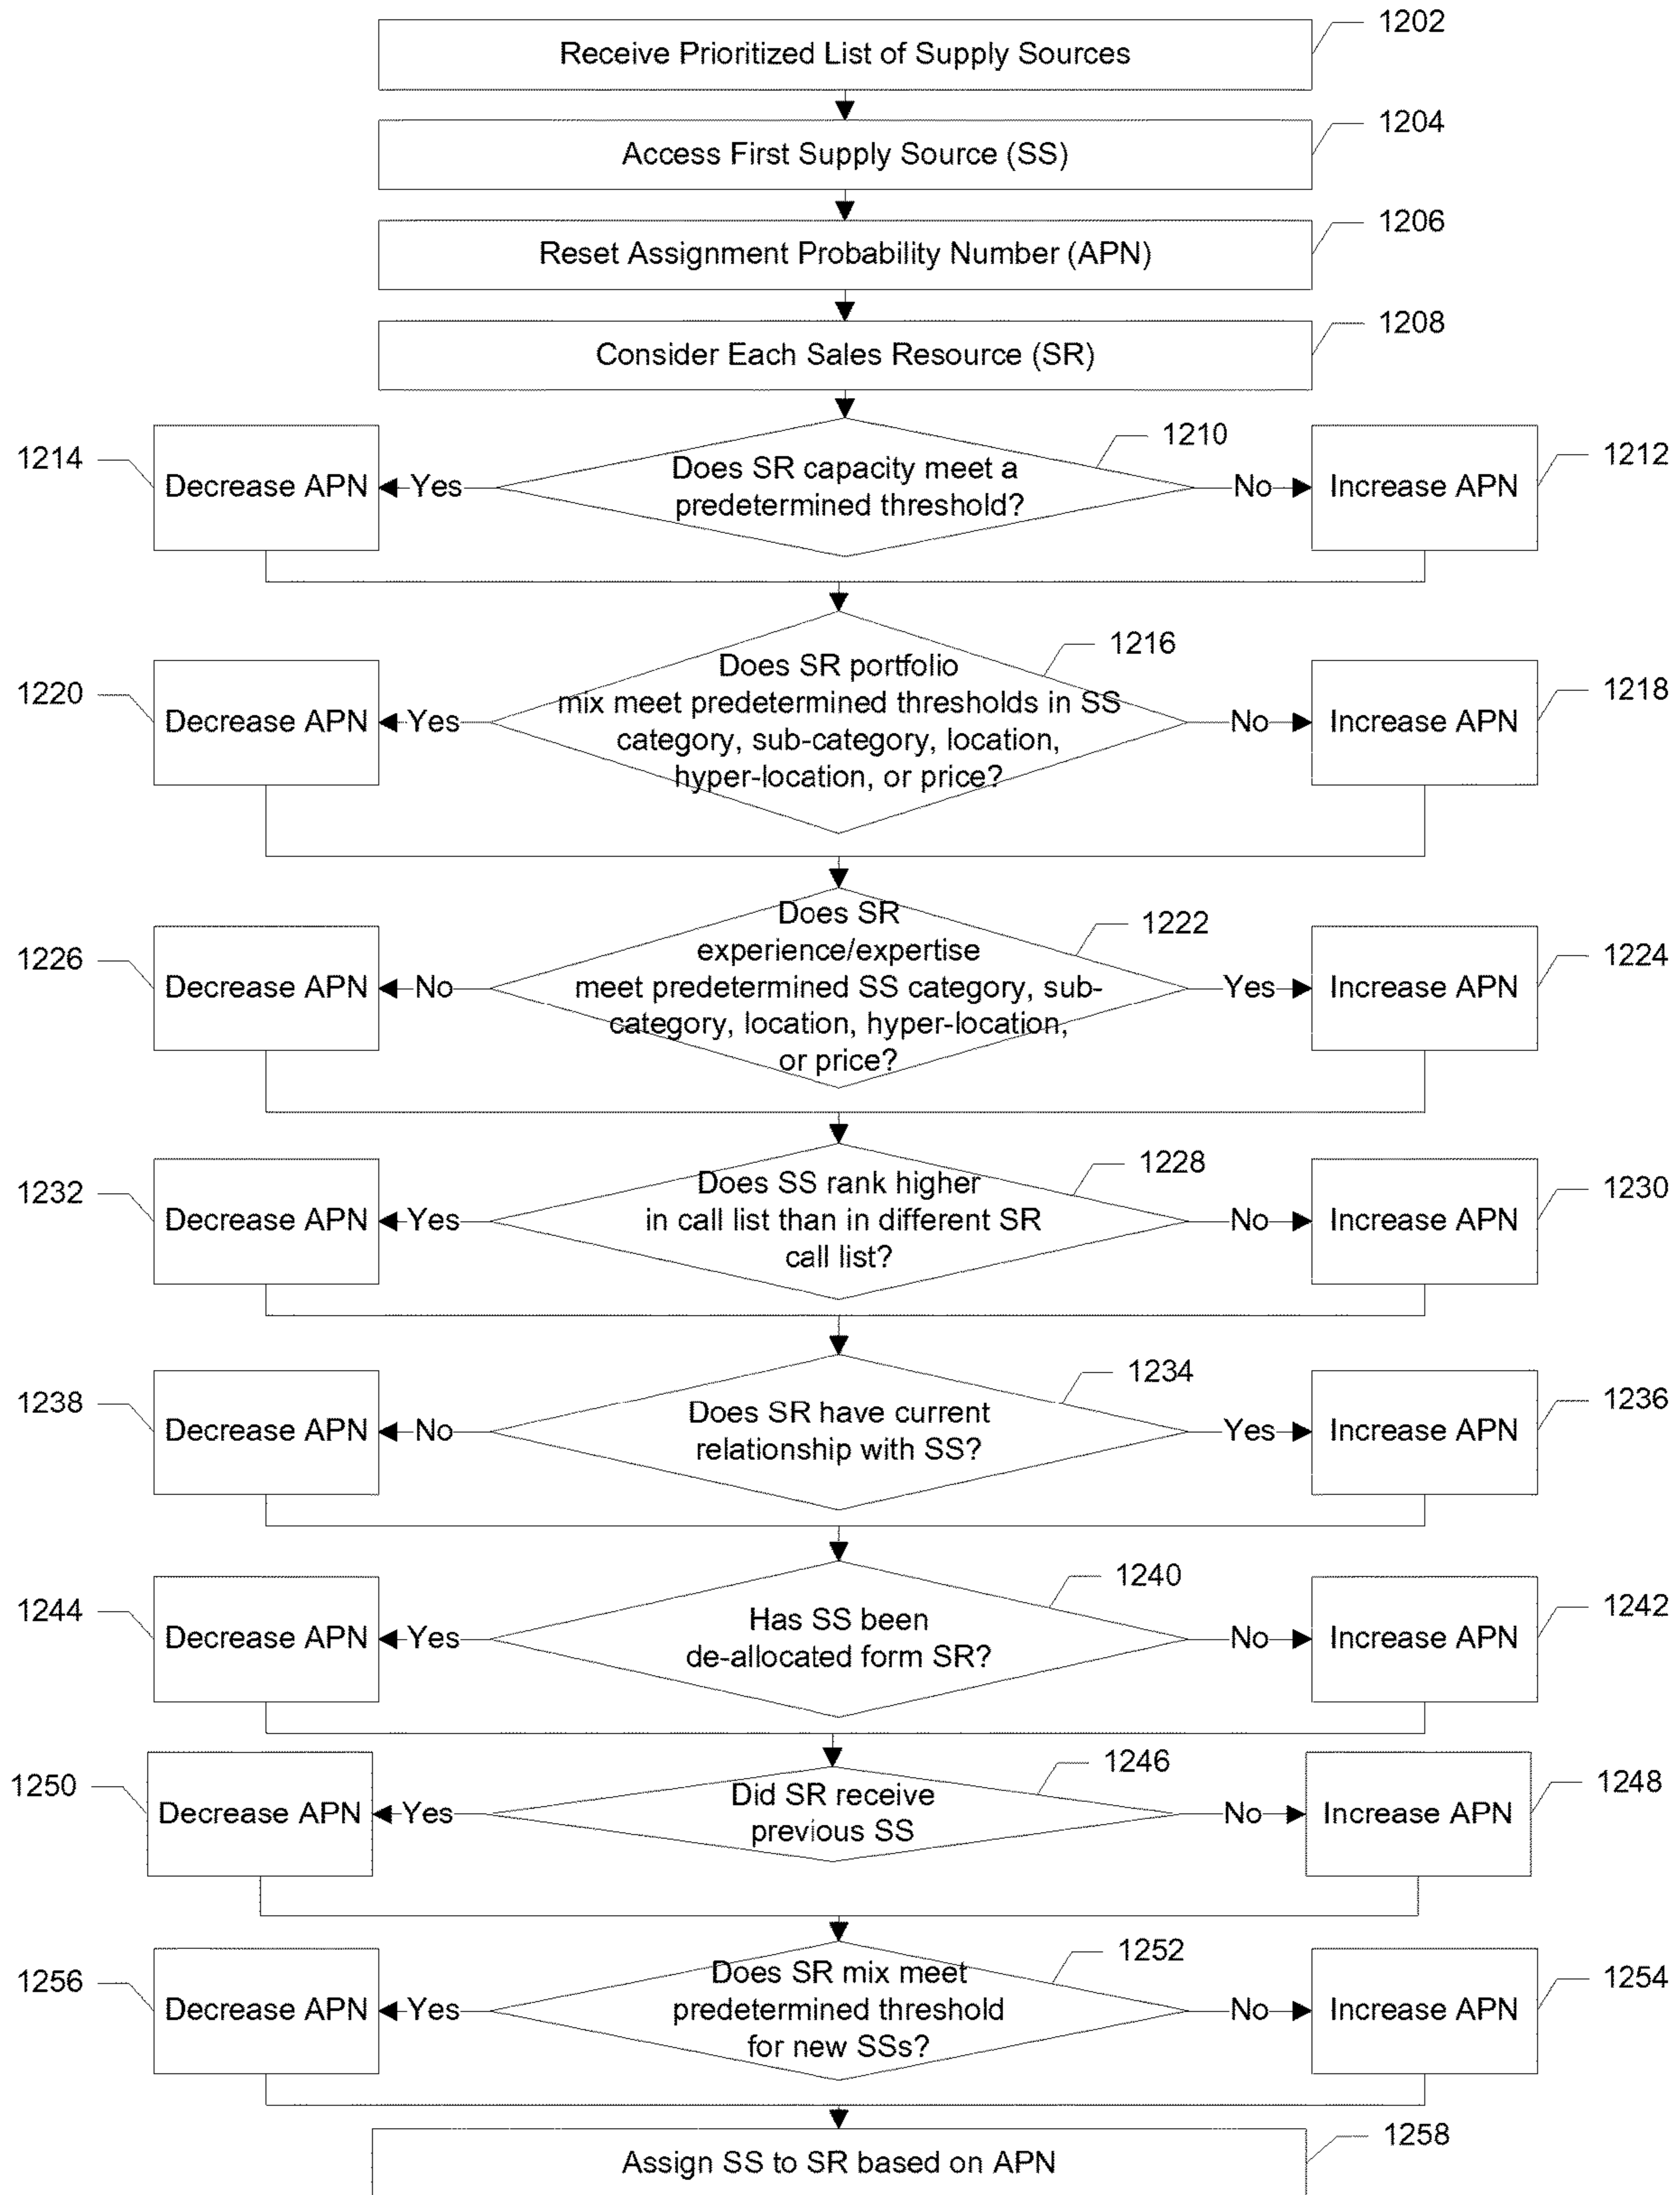 1202
Receive Prioritized List of Supply Sources
1204
Access First Supply Source (SS)
1206
Reset Assignment Probability Number (APN)
1208
Consider Each Sales Resource (SR)
1210
1214
Decrease APN
Yes
Does SR capacity meet a
predetermined threshold?
No
Increase APN
1212
1216
1220
Decrease APN
Yes
Does SR portfolio
mix meet predetermined thresholds in SS
category, sub-category, location,
hyper-location, or price?
No
Increase APN
1218
1222
1226
Decrease APN
No
Does SR
experience/expertise
meet predetermined SS category, sub-
category, location, hyper-location,
or price?
Yes
Increase APN
1224
1228
1232
Decrease APN
Yes
Does SS rank higher
in call list than in different SR
call list?
No
Increase APN
1230
1234
1238
Decrease APN
No
Does SR have current
relationship with SS?
Yes
Increase APN
1236
1240
1244
Decrease APN
Yes
Has SS been
de-allocated form SR?
No
Increase APN
1242
1246
1250
Decrease APN
Yes
Did SR receive
previous SS
No
Increase APN
1248
1252
1256
Decrease APN
Yes
Does SR mix meet
predetermined threshold
for new SSs?
No
Increase APN
1254
1258
Assign SS to SR based on APN